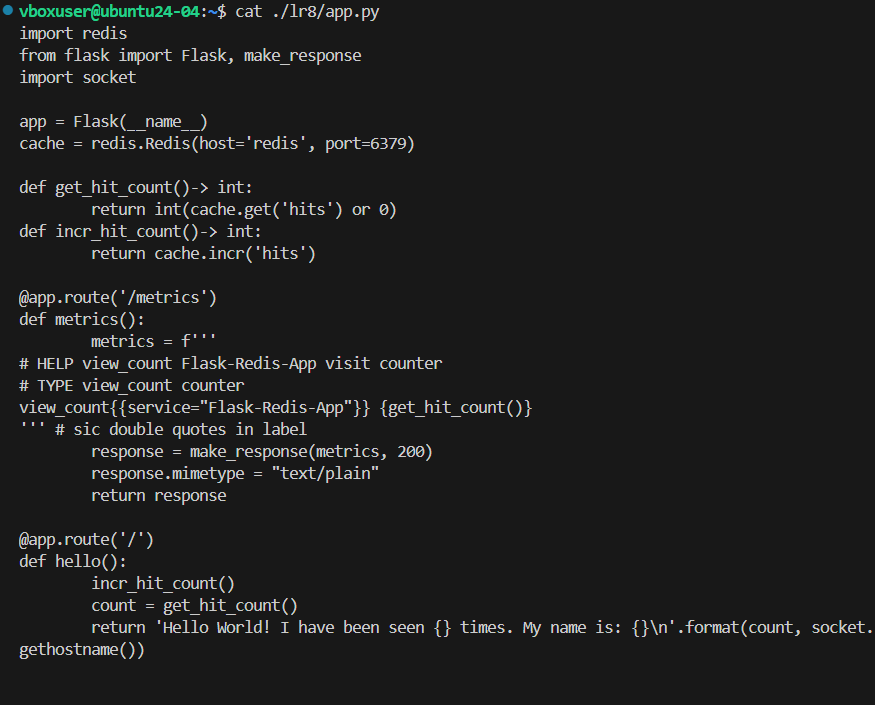 vboxuser@ubuntu24-04:~$ cat ./lr8/app.py
import redis
from flask import Flask, make_response
import socket

app = Flask(__name__)
cache = redis.Redis(host='redis', port=6379)

def get_hit_count()-> int:
        return int(cache.get('hits') or 0)
def incr_hit_count()-> int:
        return cache.incr('hits')

@app.route('/metrics')
def metrics():
        metrics = f'''
# HELP view_count Flask-Redis-App visit counter
# TYPE view_count counter
view_count{{service="Flask-Redis-App"}} {get_hit_count()}
''' # sic double quotes in label
        response = make_response(metrics, 200)
        response.mimetype = "text/plain"
        return response

@app.route('/')
def hello():
        incr_hit_count()
        count = get_hit_count()
        return 'Hello World! I have been seen {} times. My name is: {}\n'.format(count, socket.
gethostname())